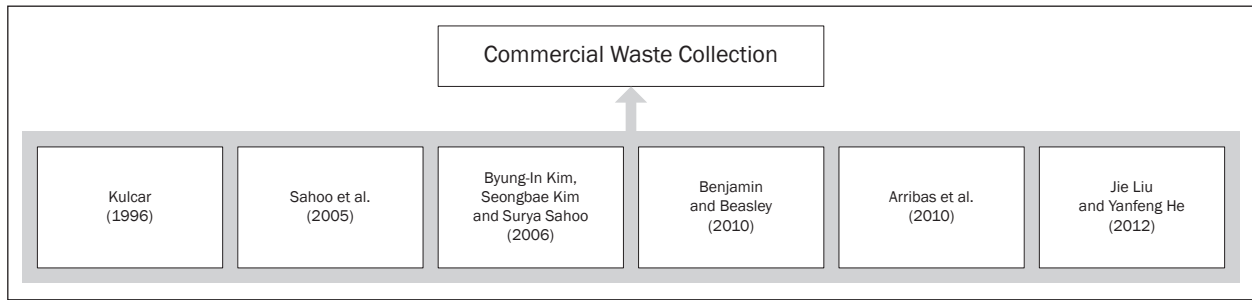 Commercial Waste Collection
Kulcar
(1996)
Sahoo et al.
(2005)
Byung-In Kim,
Seongbae Kim
and Surya Sahoo
(2006)
Benjamin
and Beasley
(2010)
Arribas et al.
(2010)
Jie Liu
and Yanfeng He
(2012)